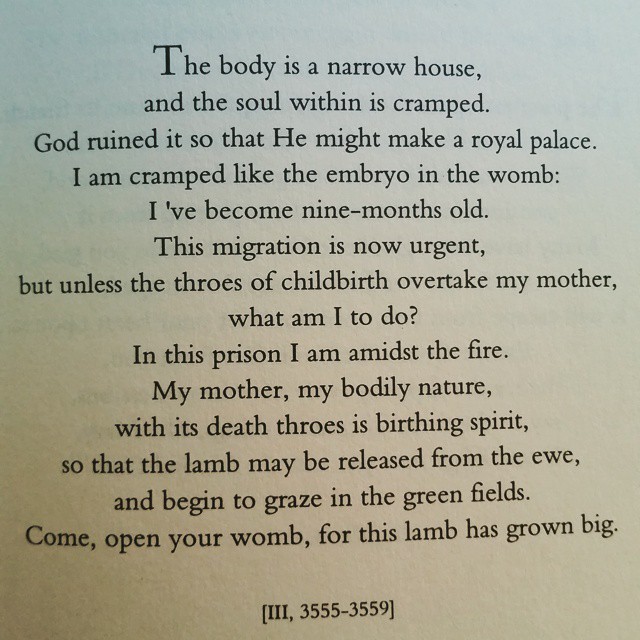 The body is a narrow house,
and the soul within is cramped.
God ruined it so that He might make a royal palace.
I am cramped like the embryo in the womb:
I 've become nine-months old.
This migration is now urgent,
but unless the throes of childbirth overtake my mother,
what am I to do?
In this prison I am amidst the fire.
My mother, my bodily nature,
with its death throes is birthing spirit,
so that the lamb may be released from the ewe,
and begin to graze in the green fields.
Come, open your womb, for this lamb has grown big.
[III, 3555-3559]